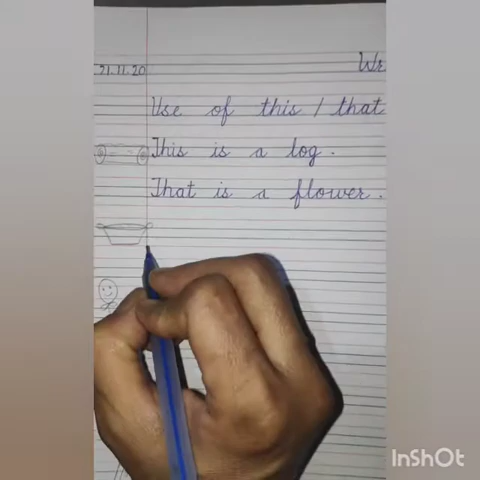 21.11.20
Use of this / that
This is a log.
That is a flower.
InShOt